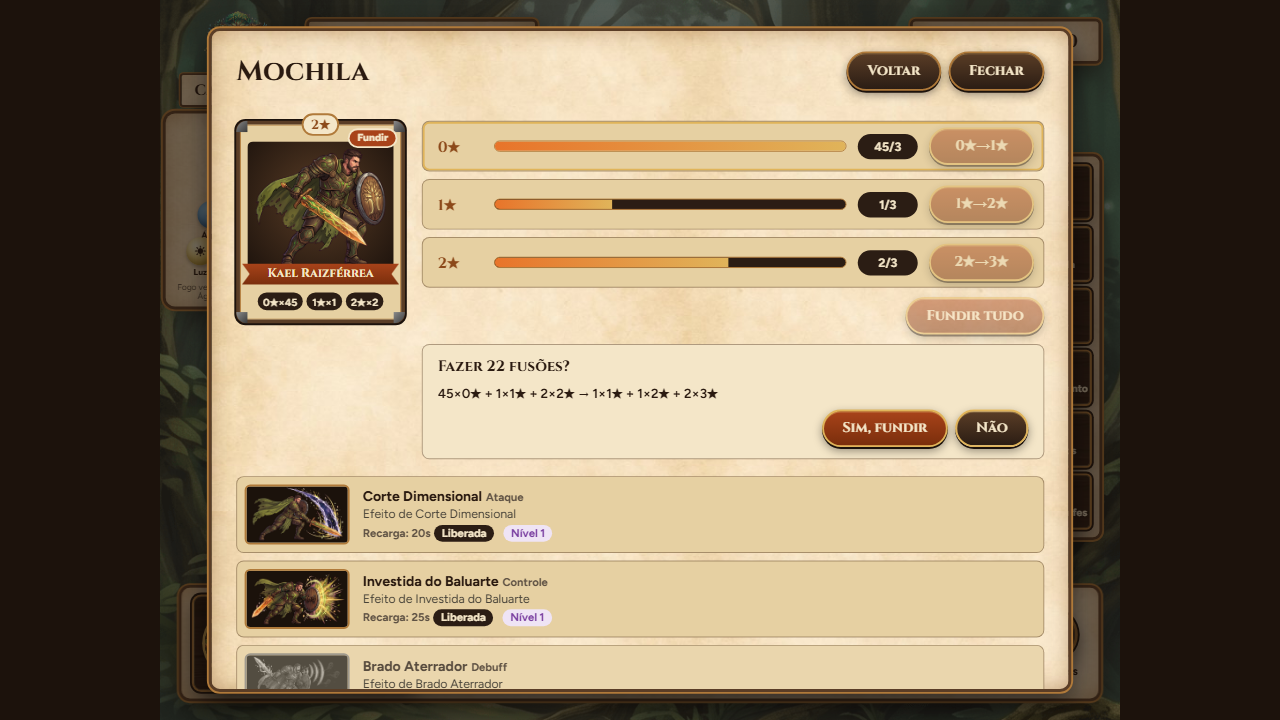 Mochila
Voltar
Fechar
2★
Fundir
Kael Raizférrea
0★×45 1★×1 2★×2
0★ 45/3 0★→1★
1★ 1/3 1★→2★
2★ 2/3 2★→3★
Fundir tudo
Fazer 22 fusões?
45×0★ + 1×1★ + 2×2★ → 1×1★ + 1×2★ + 2×3★
Sim, fundir
Não
Corte Dimensional Ataque
Efeito de Corte Dimensional
Recarga: 20s Liberada Nível 1
Investida do Baluarte Controle
Efeito de Investida do Baluarte
Recarga: 25s Liberada Nível 1
Brado Aterrador Debuff
Efeito de Brado Aterrador